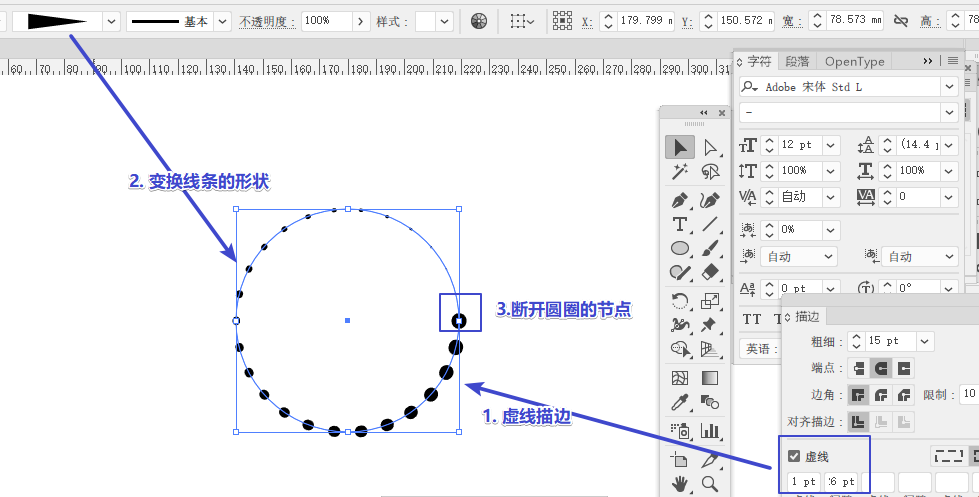 基本
不透明度：
100%
样式：
X:
179.799 n
Y:
150.572 n
宽：
78.573 mm
高：
78
60 70 80 90 100 110 120 130 140 150 160 170 180 190 200 210 220 230 240 250 260 270 280 290 300 310
字符 段落 OpenType
Adobe 宋体 Std L
-
12 pt
(14.4 p
100%
100%
自动
0
0%
自动
自动
0 pt
0°
TT
英语：
描边
粗细：
15 pt
端点：
边角：
限制：
10
对齐描边：
虚线
1 pt
26 pt
2. 变换线条的形状
3.断开圆圈的节点
1. 虚线描边